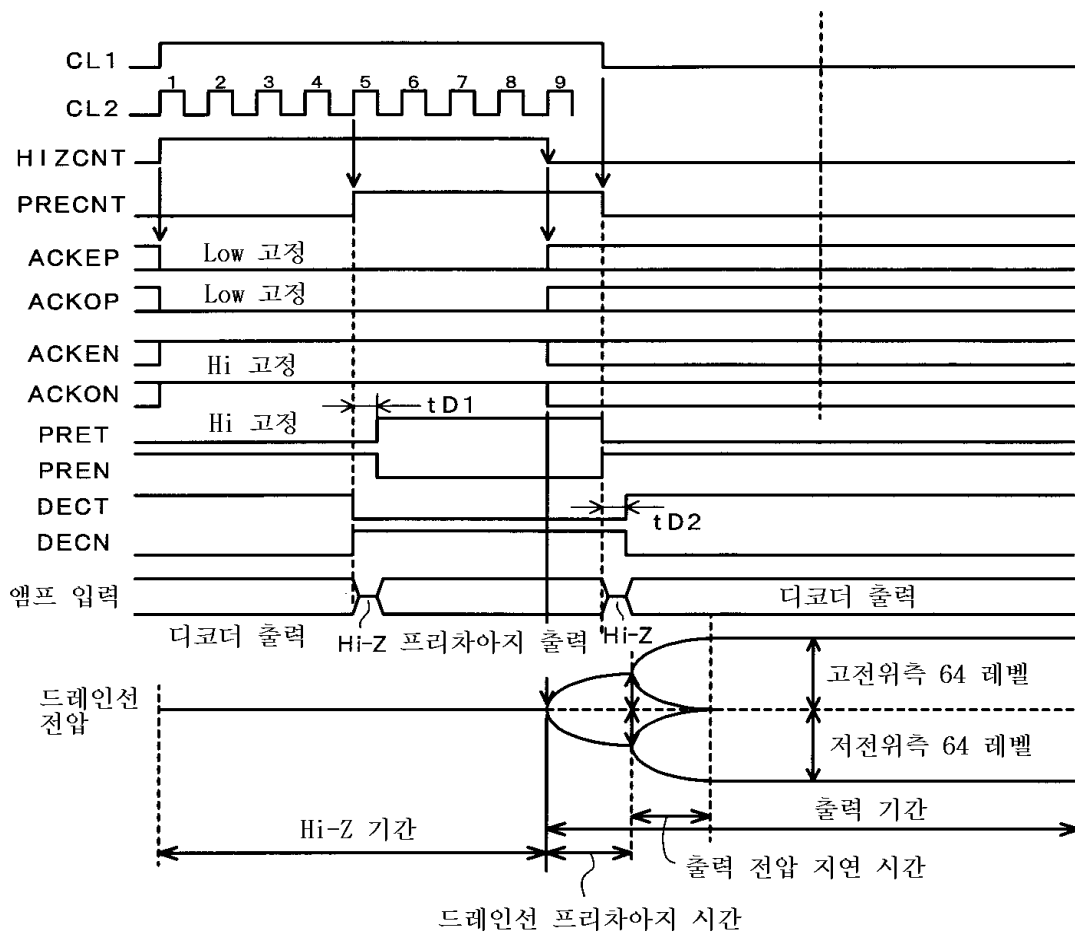 CL1
1 2 3 4 5 6 7 8 9
CL2
HIZCNT
PRECNT
ACKEP Low 고정
ACKOP Low 고정
ACKEN
Hi 고정
ACKON
tD1
PRET Hi 고정
PREN
DECT
tD2
DECN
앰프 입력
디코더 출력
디코더 출력 Hi-Z 프리차아지 출력 Hi-Z
드레인선
전압
고전위측 64 레벨
저전위측 64 레벨
출력 기간
Hi-Z 기간
출력 전압 지연 시간
드레인선 프리차아지 시간